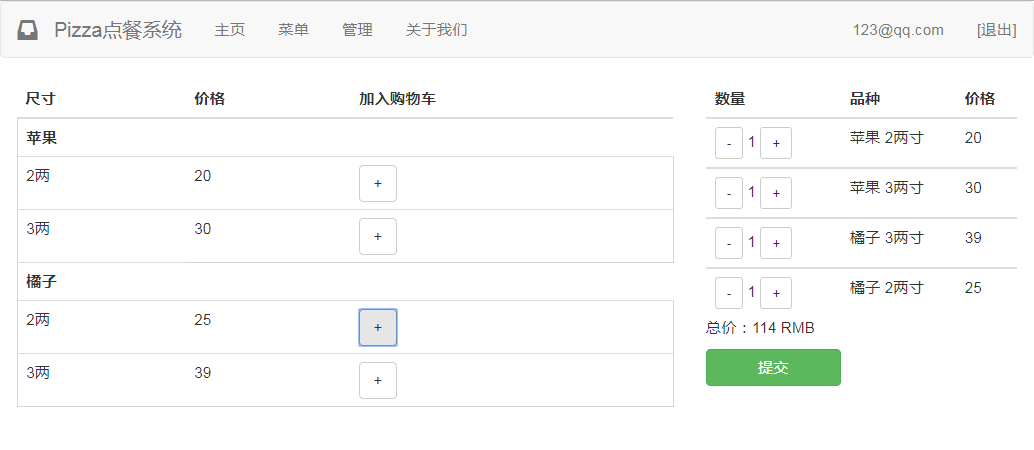 Pizza点餐系统 主页 菜单 管理 关于我们 123@qq.com [退出]
尺寸 价格 加入购物车
苹果
2两 20 +
3两 30 +
橘子
2两 25 +
3两 39 +
数量 品种 价格
- 1 + 苹果 2两寸 20
- 1 + 苹果 3两寸 30
- 1 + 橘子 3两寸 39
- 1 + 橘子 2两寸 25
总价：114 RMB
提交